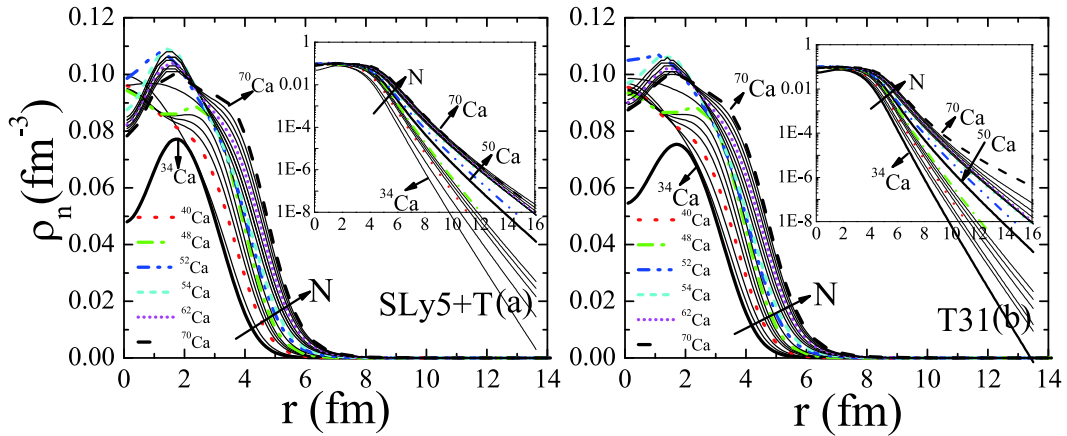 0.12
0.10
0.08
0.06
0.04
0.02
0.00
ρn (fm-3)
0 2 4 6 8 10 12 14
r (fm)
34Ca
70Ca
40Ca
48Ca
52Ca
54Ca
62Ca
70Ca
N
SLy5+T(a)
1
0.01
1E-4
1E-6
1E-8
0 2 4 6 8 10 12 14 16
N
70Ca
50Ca
34Ca
0.12
0.10
0.08
0.06
0.04
0.02
0.00
ρn (fm-3)
0 2 4 6 8 10 12 14
r (fm)
34Ca
70Ca
40Ca
48Ca
52Ca
54Ca
62Ca
70Ca
N
T31(b)
1
0.01
1E-4
1E-6
1E-8
0 2 4 6 8 10 12 14 16
N
70Ca
50Ca
34Ca